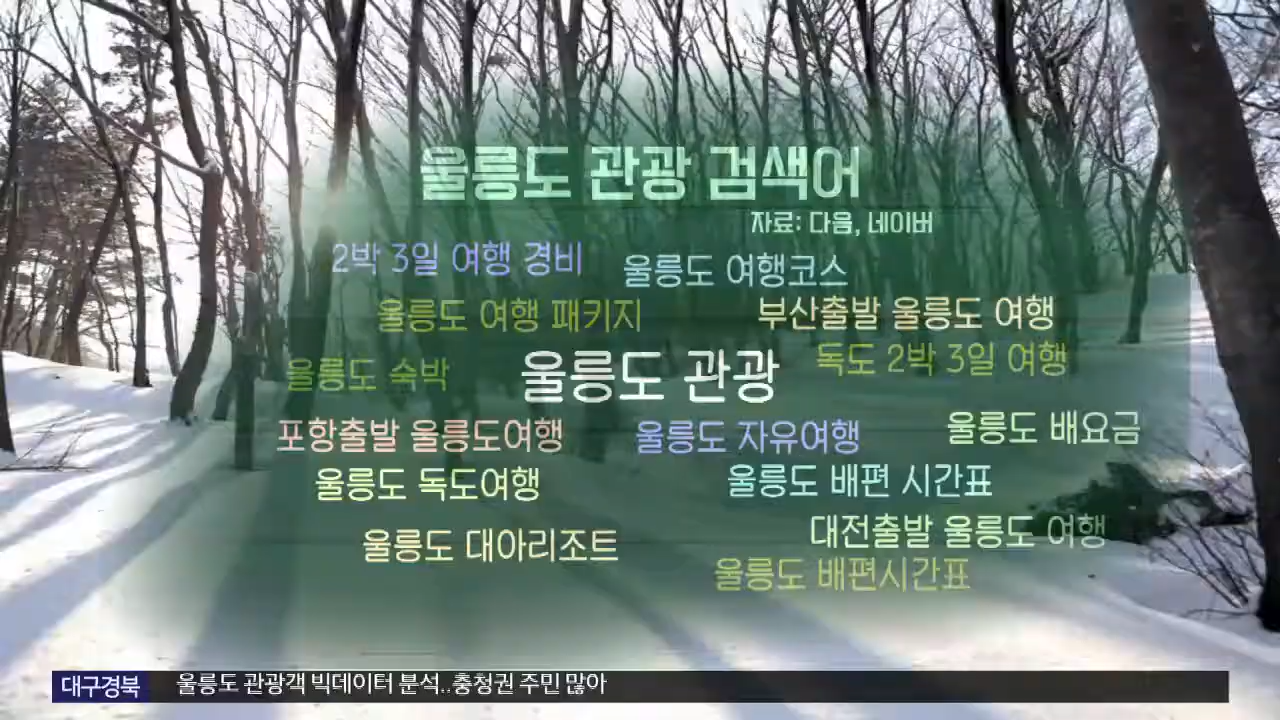 울릉도 관광 검색어
자료: 다음, 네이버
2박 3일 여행 경비
울릉도 여행코스
울릉도 여행 패키지
부산출발 울릉도 여행
울릉도 숙박
울릉도 관광
독도 2박 3일 여행
포항출발 울릉도여행
울릉도 자유여행
울릉도 배요금
울릉도 독도여행
울릉도 배편 시간표
울릉도 대아리조트
대전출발 울릉도 여행
울릉도 배편시간표
대구경북 울릉도 관광객 빅데이터 분석..충청권 주민 많아